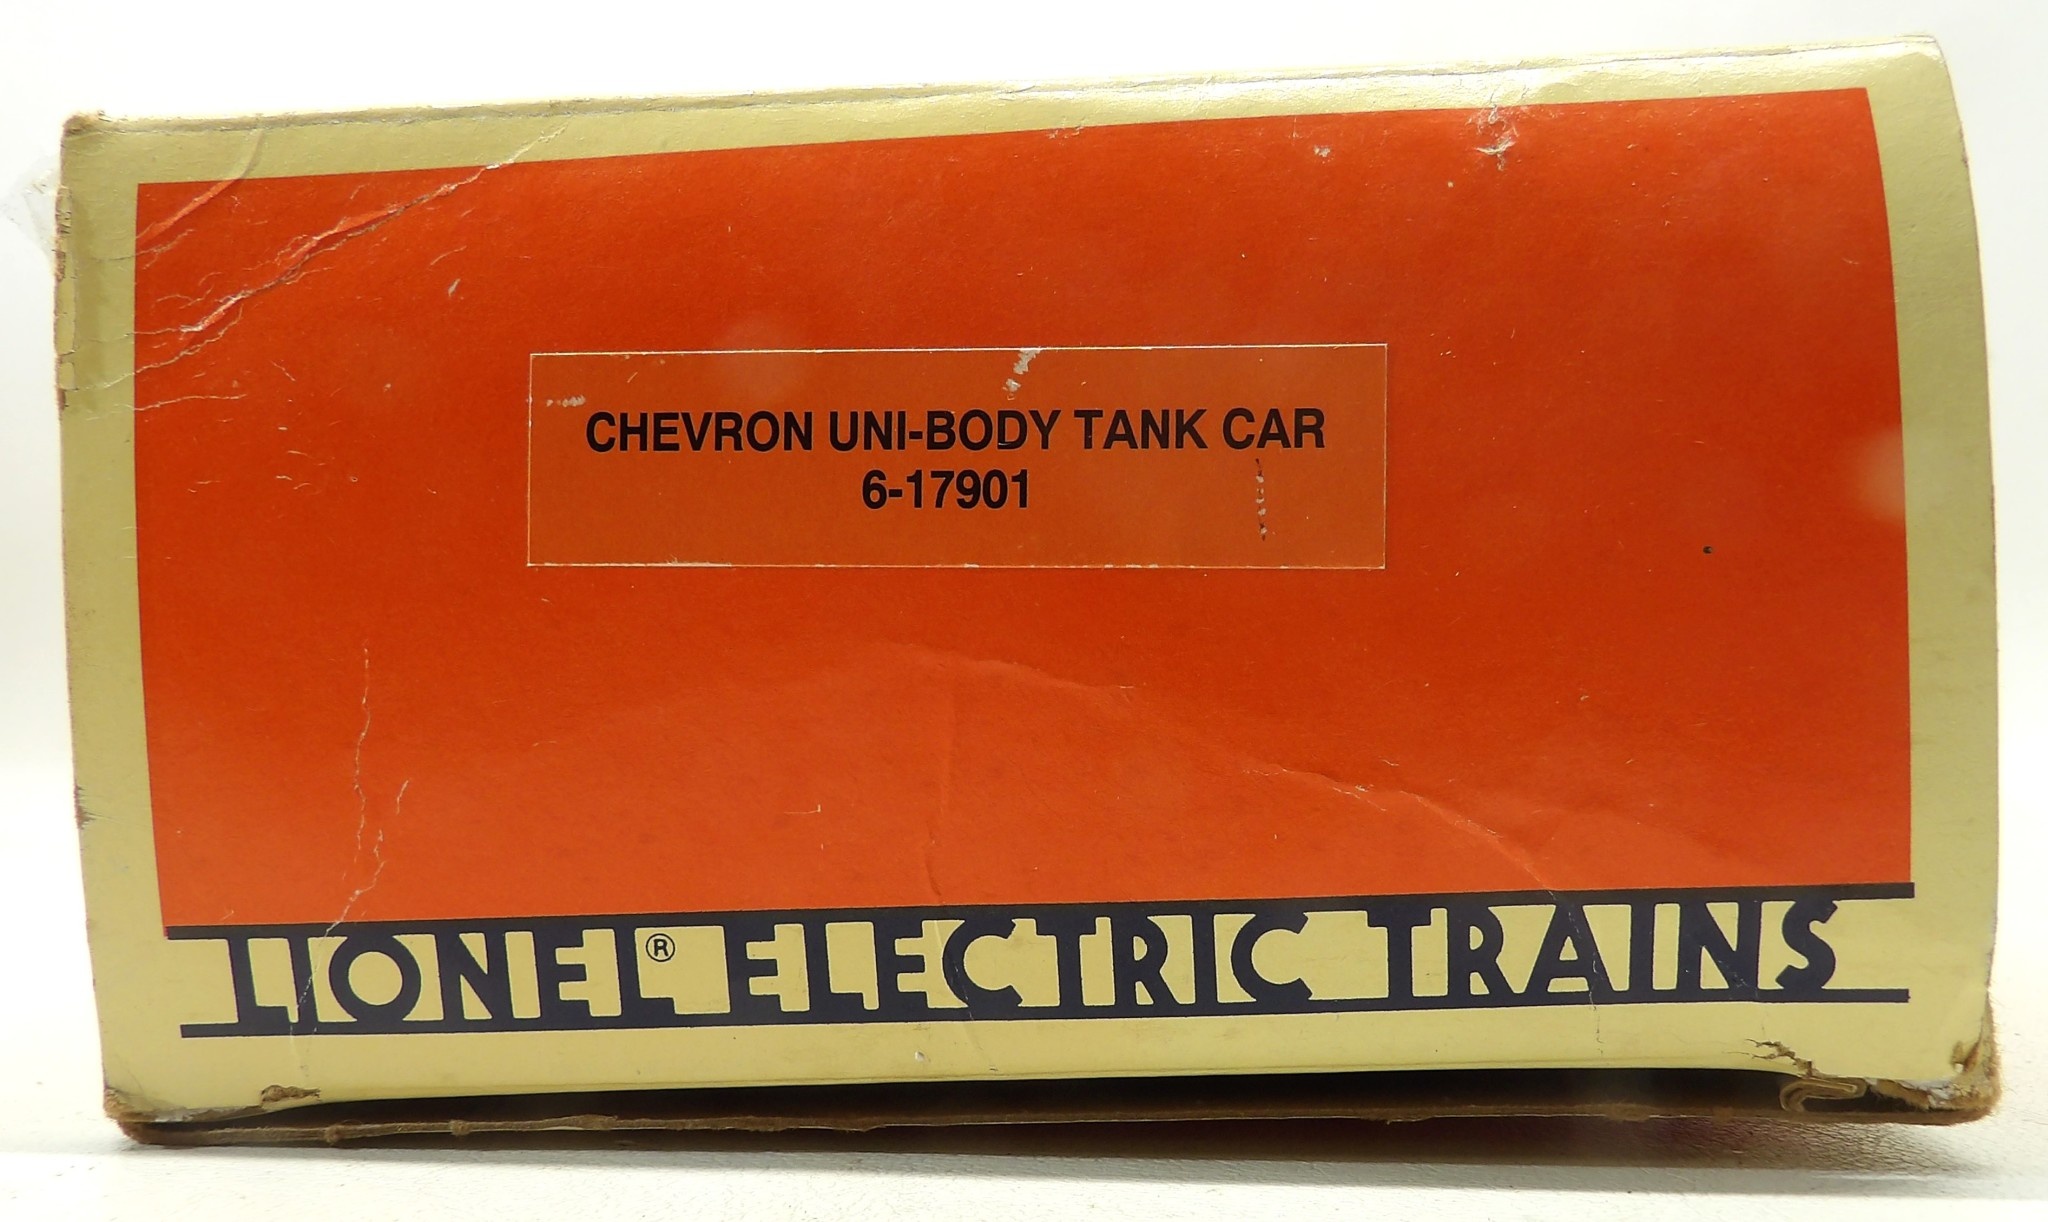 CHEVRON UNI-BODY TANK CAR
6-17901
LIONEL® ELECTRIC TRAINS